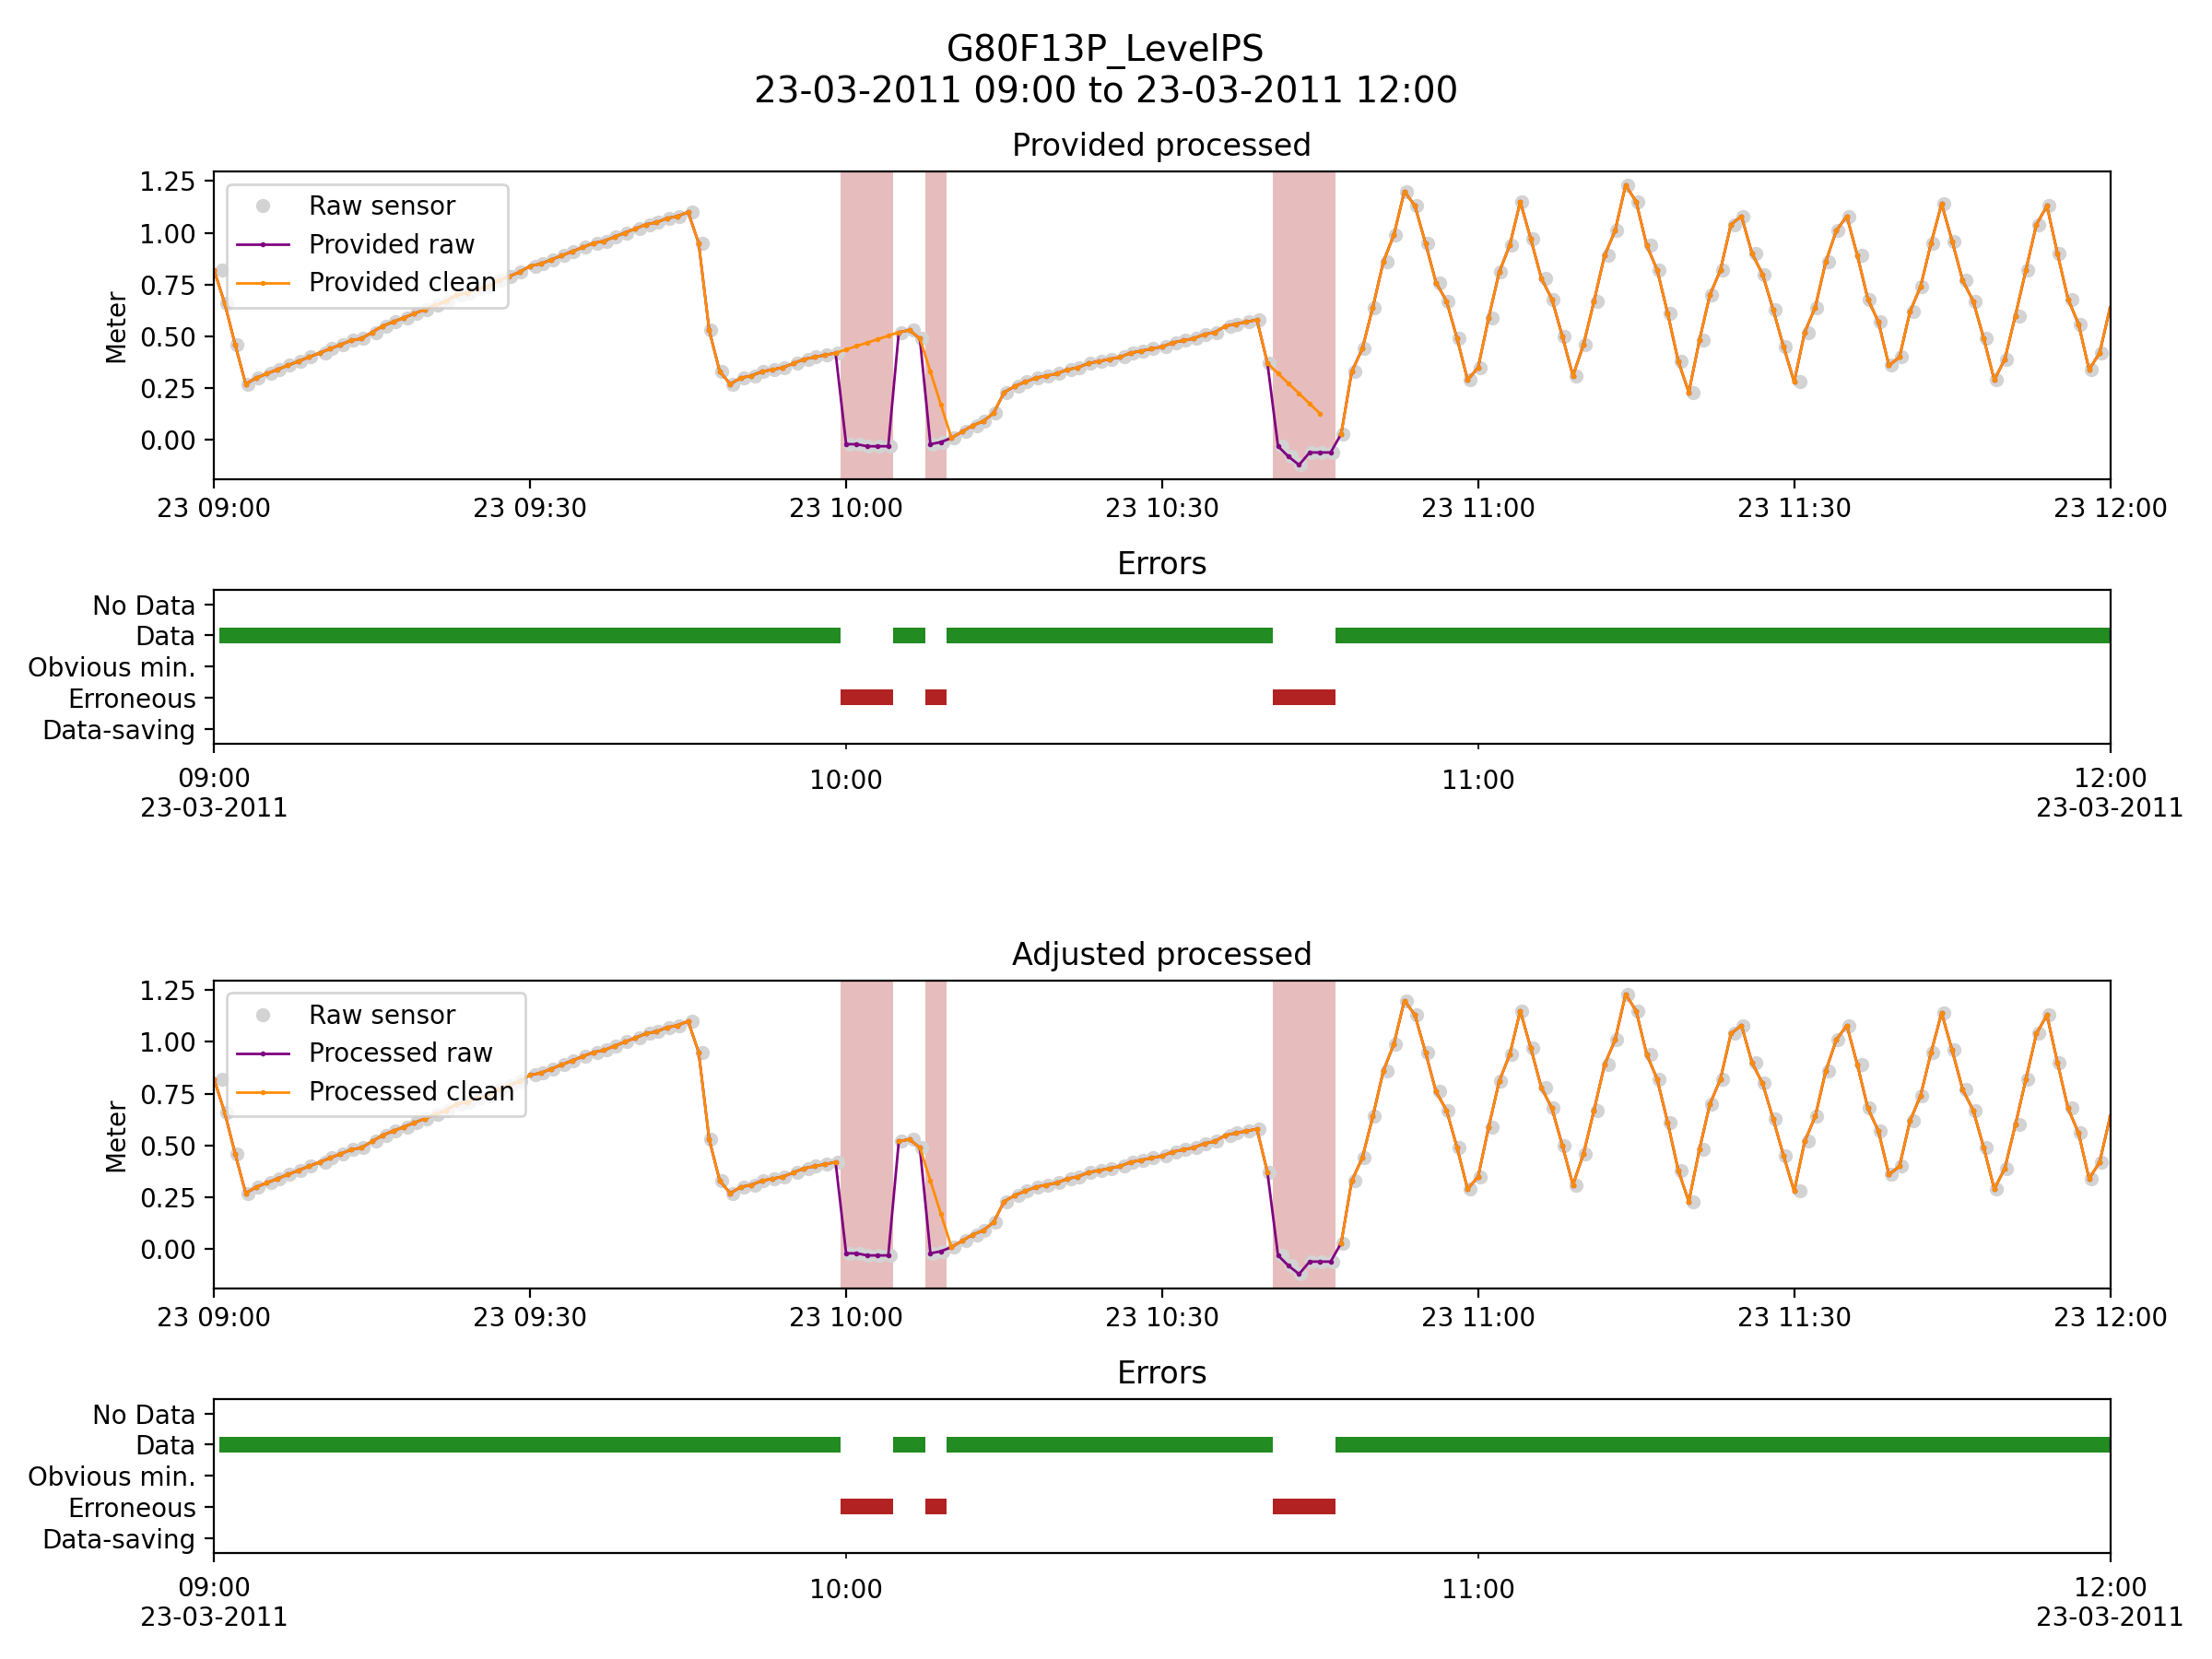 G80F13P_LevelPS
23-03-2011 09:00 to 23-03-2011 12:00
Provided processed
1.25
1.00
0.75
0.50
0.25
0.00
Meter
Raw sensor
Provided raw
Provided clean
23 09:00 23 09:30 23 10:00 23 10:30 23 11:00 23 11:30 23 12:00
Errors
No Data
Data
Obvious min.
Erroneous
Data-saving
09:00 10:00 11:00 12:00
23-03-2011 23-03-2011
Adjusted processed
1.25
1.00
0.75
0.50
0.25
0.00
Meter
Raw sensor
Processed raw
Processed clean
23 09:00 23 09:30 23 10:00 23 10:30 23 11:00 23 11:30 23 12:00
Errors
No Data
Data
Obvious min.
Erroneous
Data-saving
09:00 10:00 11:00 12:00
23-03-2011 23-03-2011